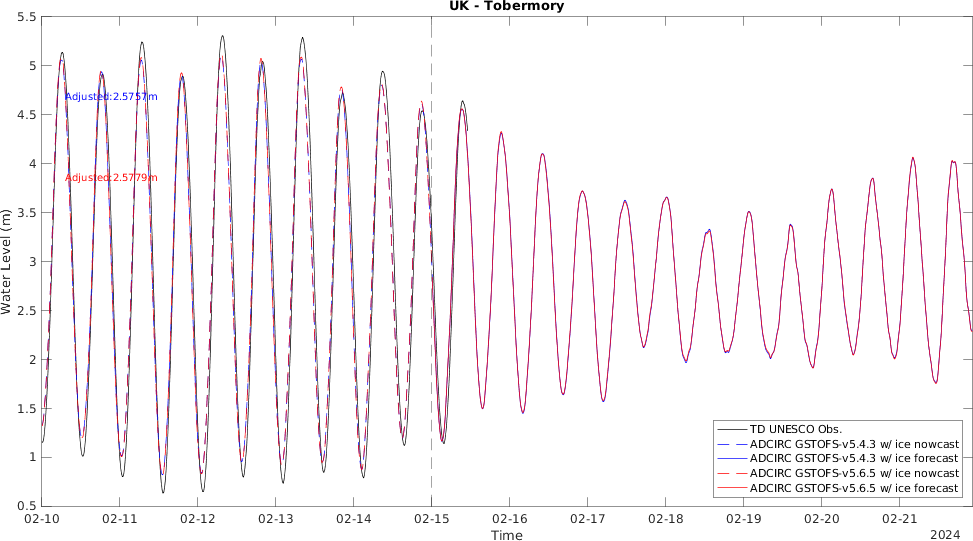 UK - Tobermory
5.5
5
4.5
4
3.5
3
2.5
2
1.5
1
0.5
Water Level (m)
Adjusted:2.5757m
Adjusted:2.5779m
TD UNESCO Obs.
ADCIRC GSTOFS-v5.4.3 w/ ice nowcast
ADCIRC GSTOFS-v5.4.3 w/ ice forecast
ADCIRC GSTOFS-v5.6.5 w/ ice nowcast
ADCIRC GSTOFS-v5.6.5 w/ ice forecast
02-10 02-11 02-12 02-13 02-14 02-15 02-16 02-17 02-18 02-19 02-20 02-21
Time
2024